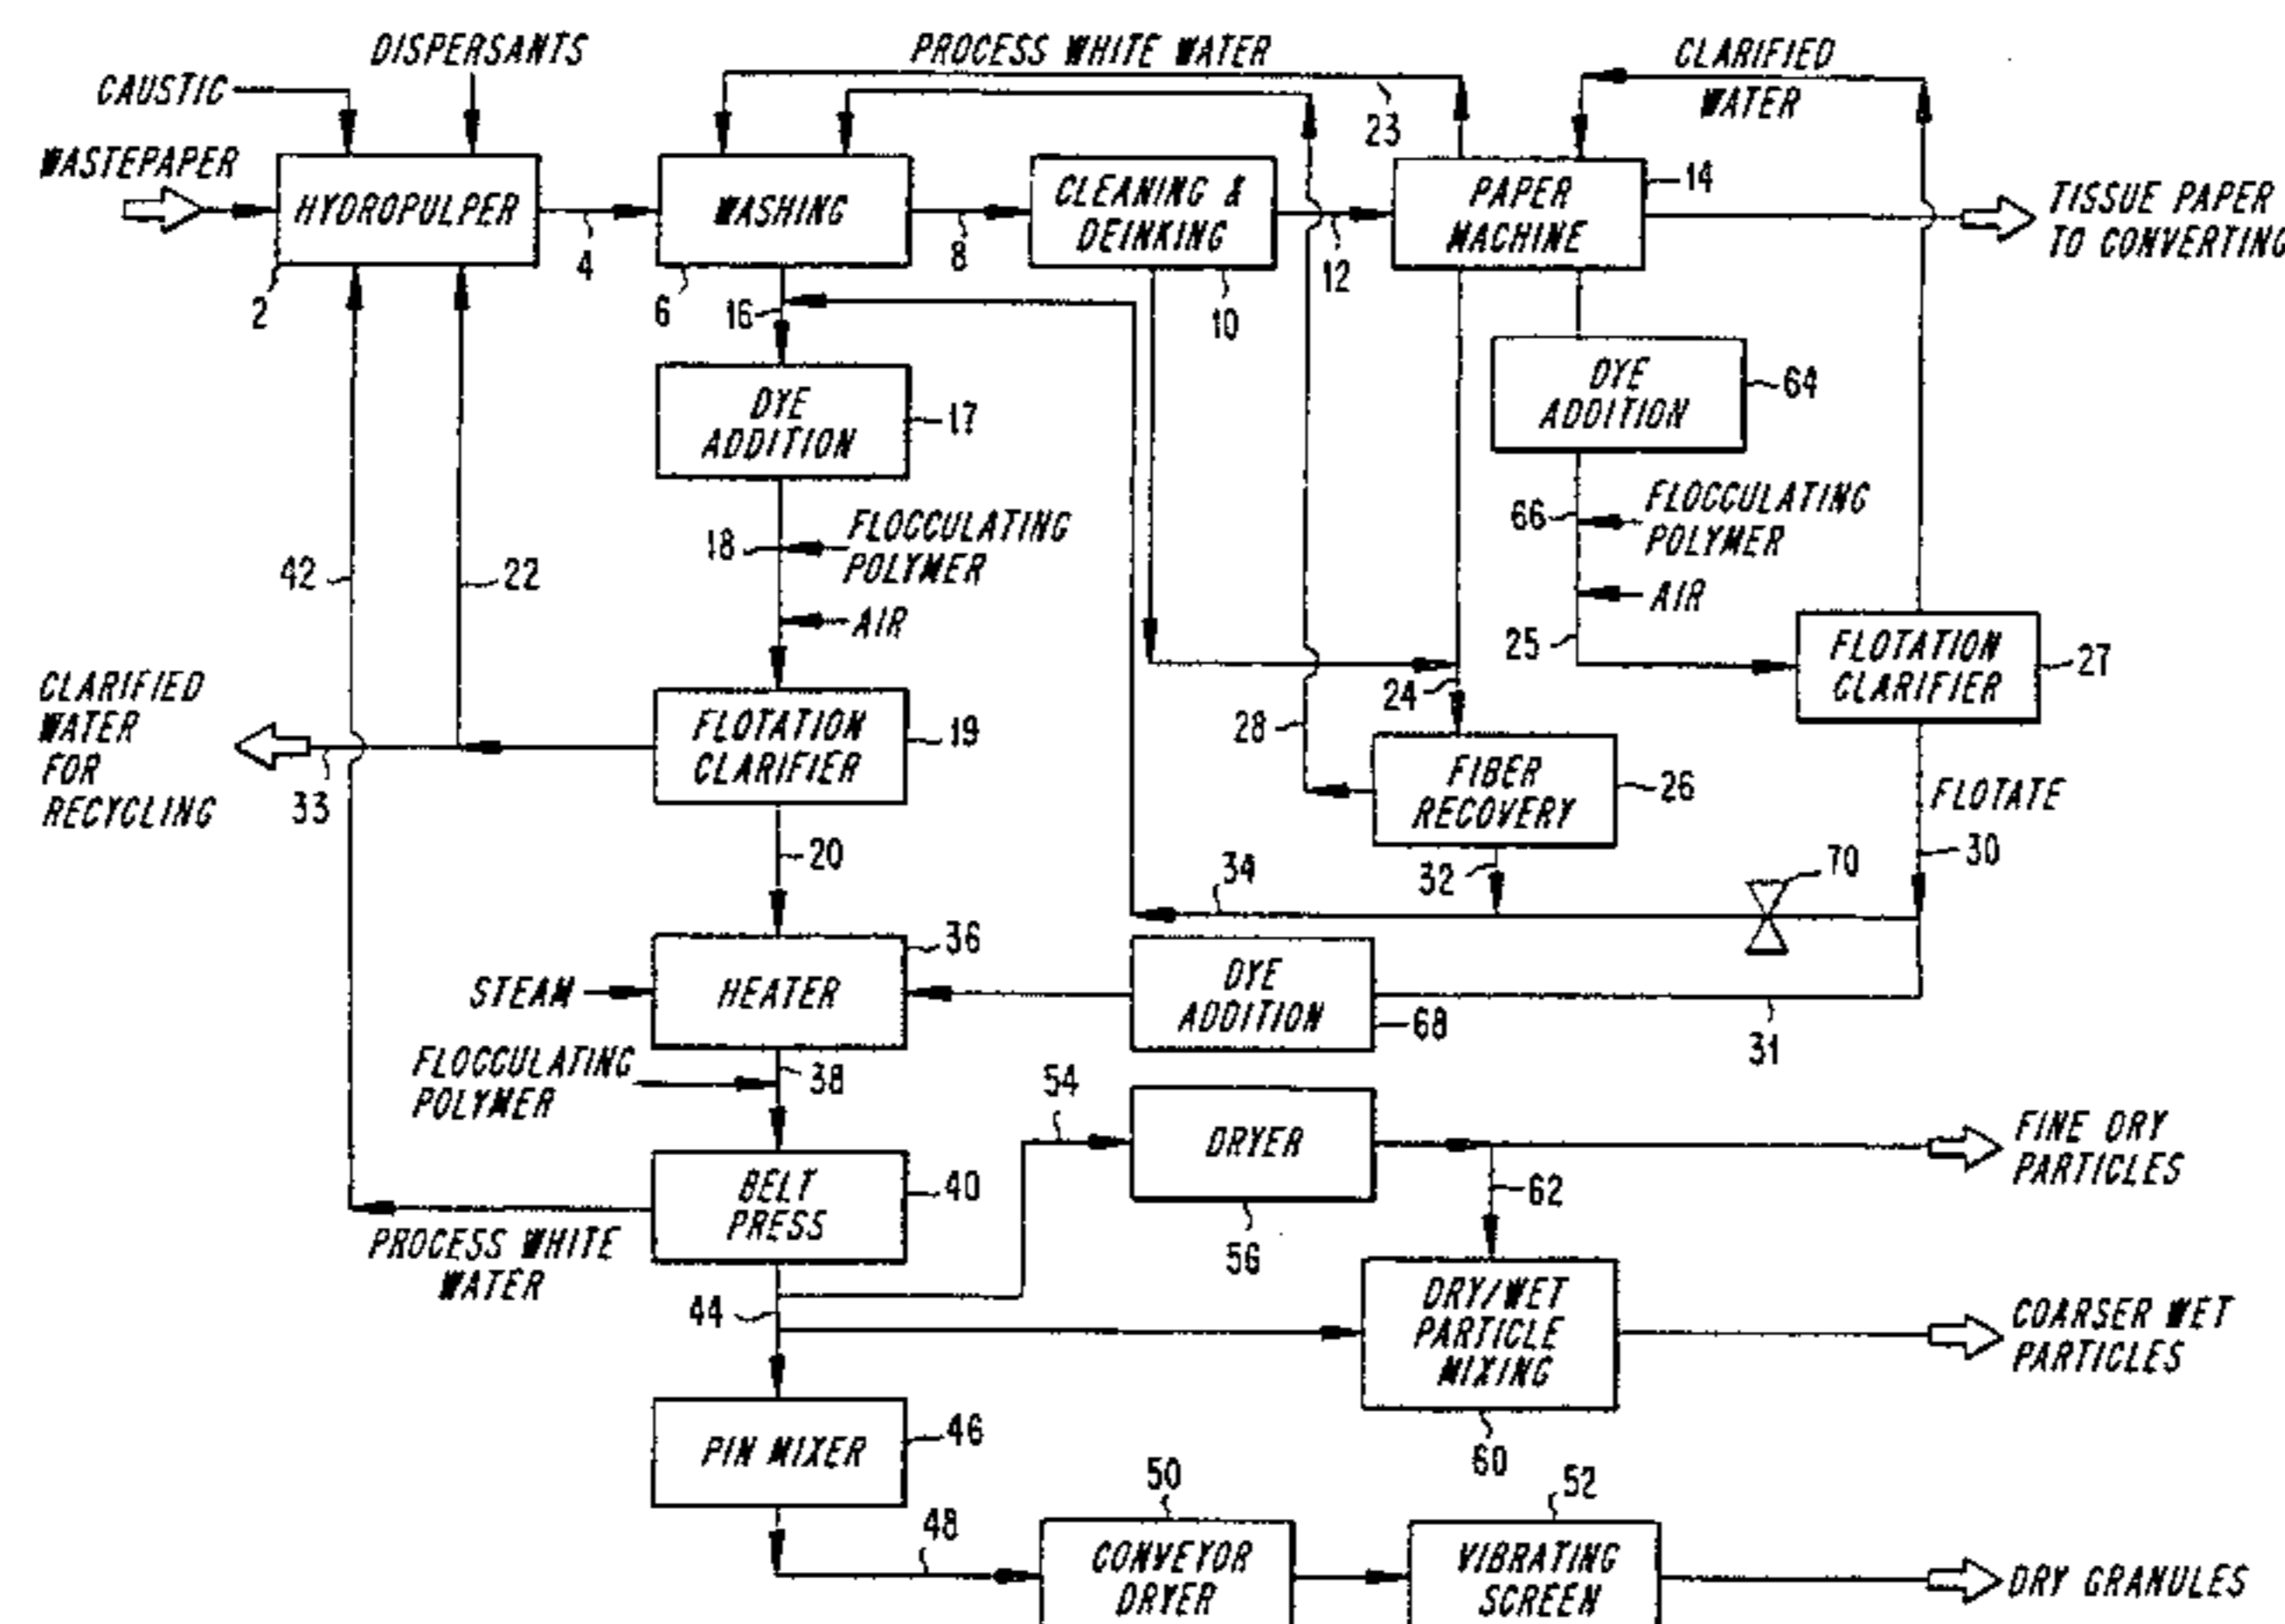 DISPERSANTS
PROCESS WHITE WATER
CLARIFIED
WATER
CAUSTIC
23
WASTEPAPER
HYDROPULPER
WASHING
CLEANING &
DEINKING
PAPER
MACHINE
14
TISSUE PAPER
TO CONVERTING
2
4
6
8
10
12
16
DYE
ADDITION
17
DYE
ADDITION
64
18
FLOCCULATING
POLYMER
66
FLOCCULATING
POLYMER
42
22
AIR
AIR
25
CLARIFIED
WATER
FOR
RECYCLING
33
FLOTATION
CLARIFIER
19
24
28
FLOTATION
CLARIFIER
27
FIBER
RECOVERY
26
FLOTATE
20
30
34
32
70
STEAM
HEATER
36
DYE
ADDITION
68
31
FLOCCULATING
POLYMER
38
54
DRYER
56
FINE DRY
PARTICLES
BELT
PRESS
40
62
PROCESS WHITE
WATER
44
DRY/WET
PARTICLE
MIXING
60
COARSER WET
PARTICLES
PIN MIXER
46
48
50
52
CONVEYOR
DRYER
VIBRATING
SCREEN
DRY GRANULES